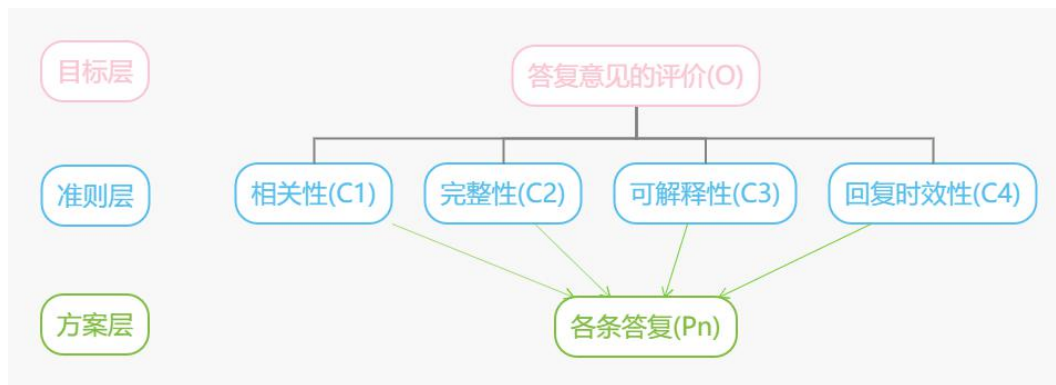 目标层
答复意见的评价(O)
准则层
相关性(C1)
完整性(C2)
可解释性(C3)
回复时效性(C4)
方案层
各条答复(Pn)